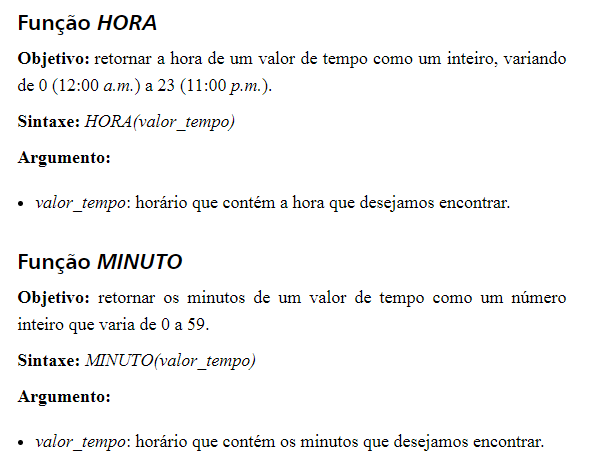 Função HORA
Objetivo: retornar a hora de um valor de tempo como um inteiro, variando
de 0 (12:00 a.m.) a 23 (11:00 p.m.).
Sintaxe: HORA(valor_tempo)
Argumento:
• valor_tempo: horário que contém a hora que desejamos encontrar.
Função MINUTO
Objetivo: retornar os minutos de um valor de tempo como um número
inteiro que varia de 0 a 59.
Sintaxe: MINUTO(valor_tempo)
Argumento:
• valor_tempo: horário que contém os minutos que desejamos encontrar.